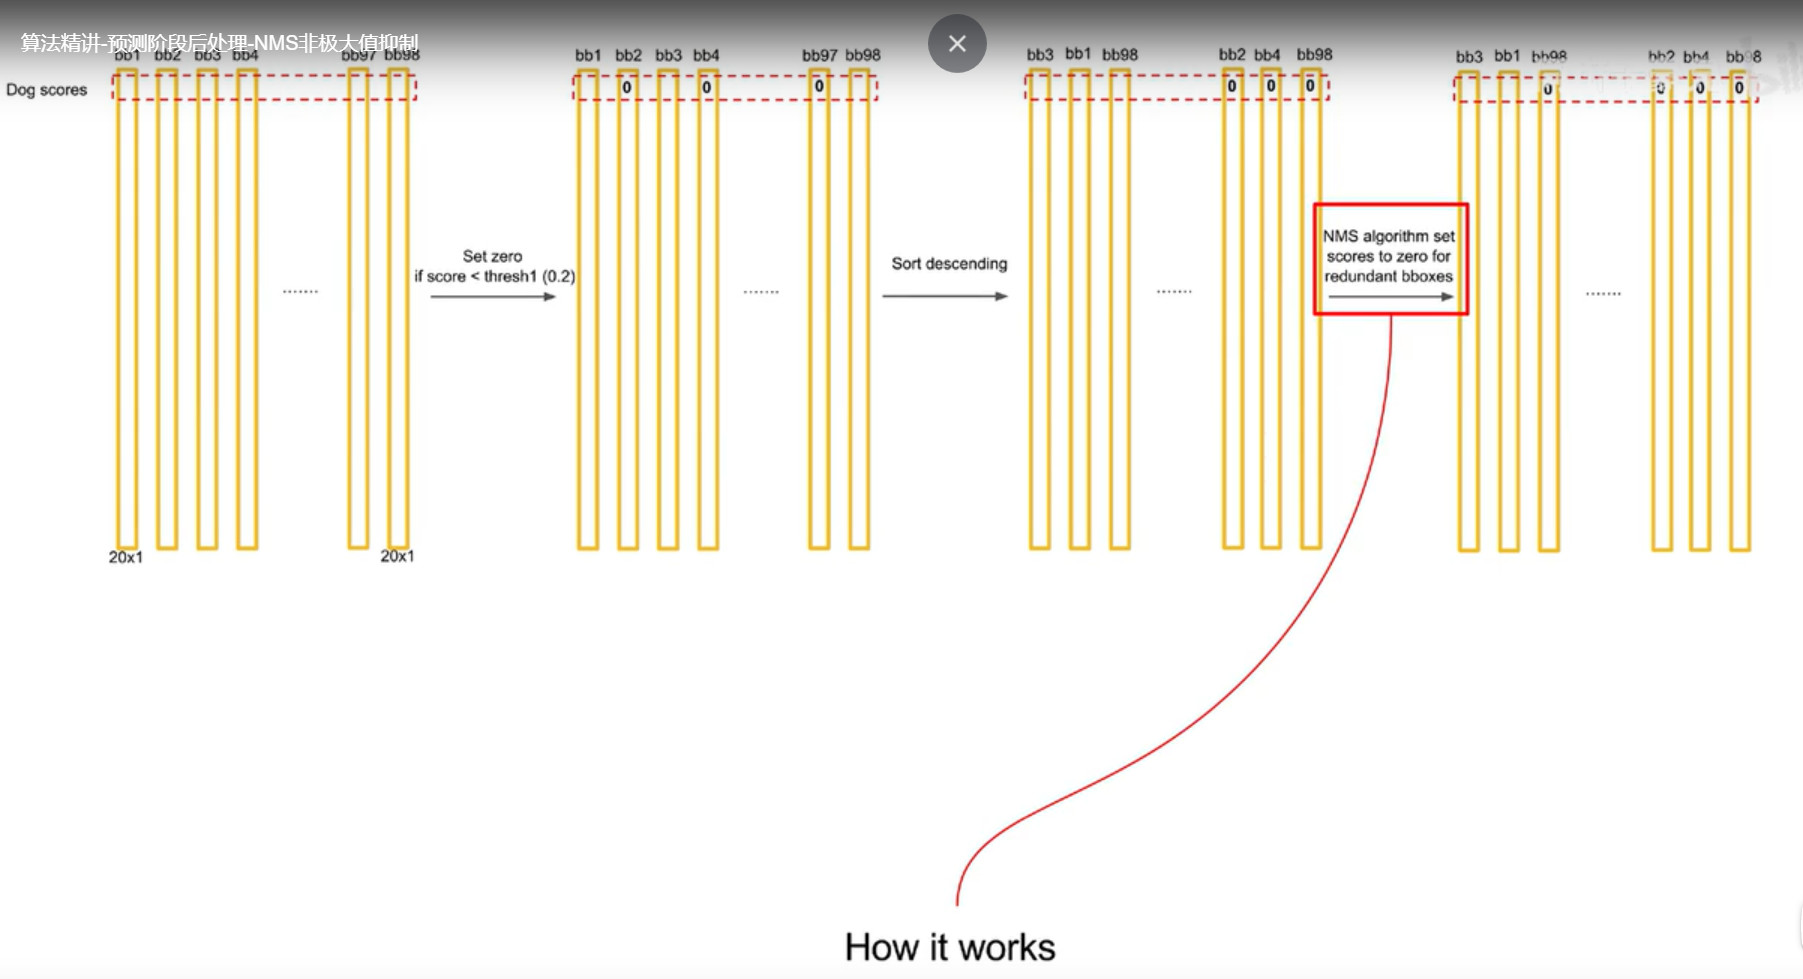 算法精讲-预测阶段后处理-NMS非极大值抑制
bb1 bb2 bb3 bb4 bb97 bb98
bb1 bb2 bb3 bb4 bb97 bb98
bb3 bb1 bb98 bb2 bb4 bb98
bb3 bb1 bb98 bb2 bb4 bb98
Dog scores
0 0 0
0 0 0
0 0 0 0
Set zero
if score < thresh1 (0.2)
Sort descending
NMS algorithm set
scores to zero for
redundant bboxes
.......
.......
.......
.......
20x1 20x1
How it works